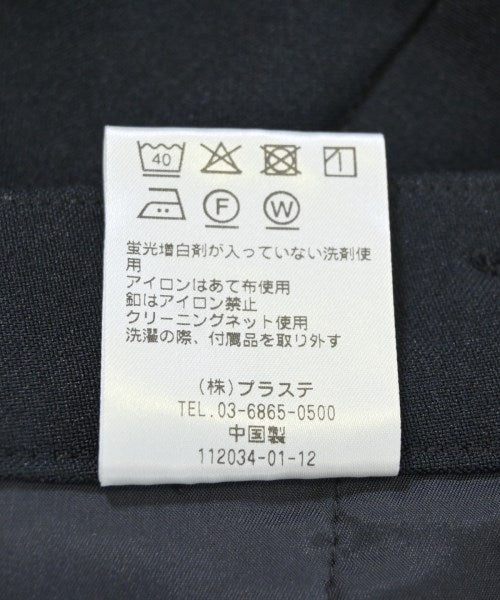 40
F W
蛍光増白剤が入っていない洗剤使
用
アイロンはあて布使用
釦はアイロン禁止
クリーニングネット使用
洗濯の際、付属品を取り外す
(株)プラステ
TEL.03-6865-0500
中国製
112034-01-12